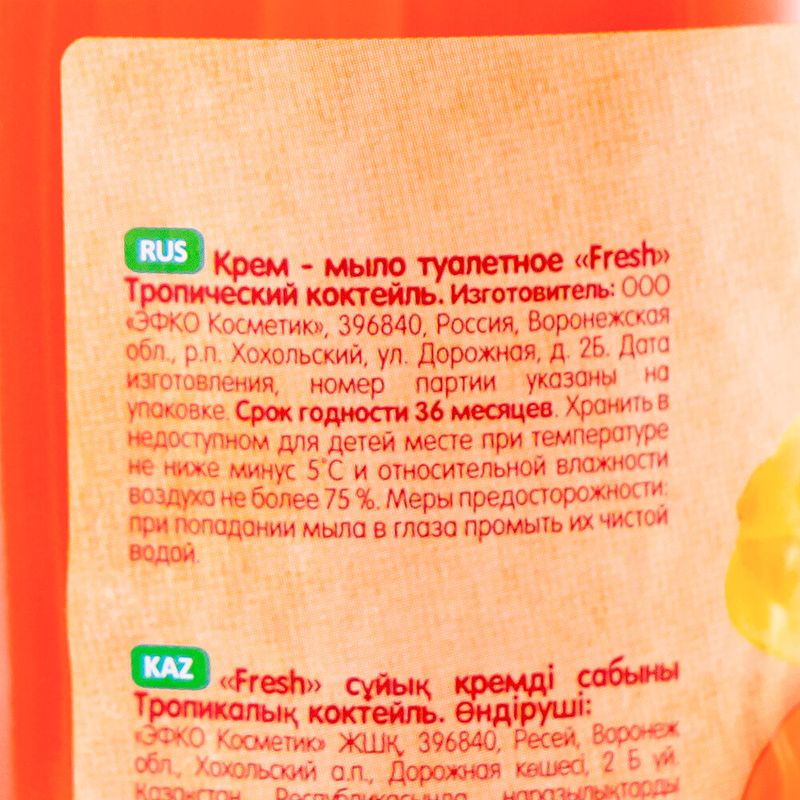 RUS Крем - мыло туалетное «Fresh»
Тропический коктейль. Изготовитель: ООО
«ЭФКО Косметик», 396840, Россия, Воронежская
обл., р.п. Хохольский, ул. Дорожная, д. 2Б. Дата
изготовления, номер партии указаны на
упаковке. Срок годности 36 месяцев. Хранить в
недоступном для детей месте при температуре
не ниже минус 5°С и относительной влажности
воздуха не более 75 %. Меры предосторожности:
при попадании мыла в глаза промыть их чистой
водой.
KAZ «Fresh» сұйық кремді сабыны
Тропикалық коктейль. Өндіруші:
«ЭФКО Косметик» ЖШҚ, 396840, Ресей, Воронеж
обл., Хохольский а.п., Дорожная көшесі, 2 Б үй.
Қазақстан Республикасында наразылықтарды